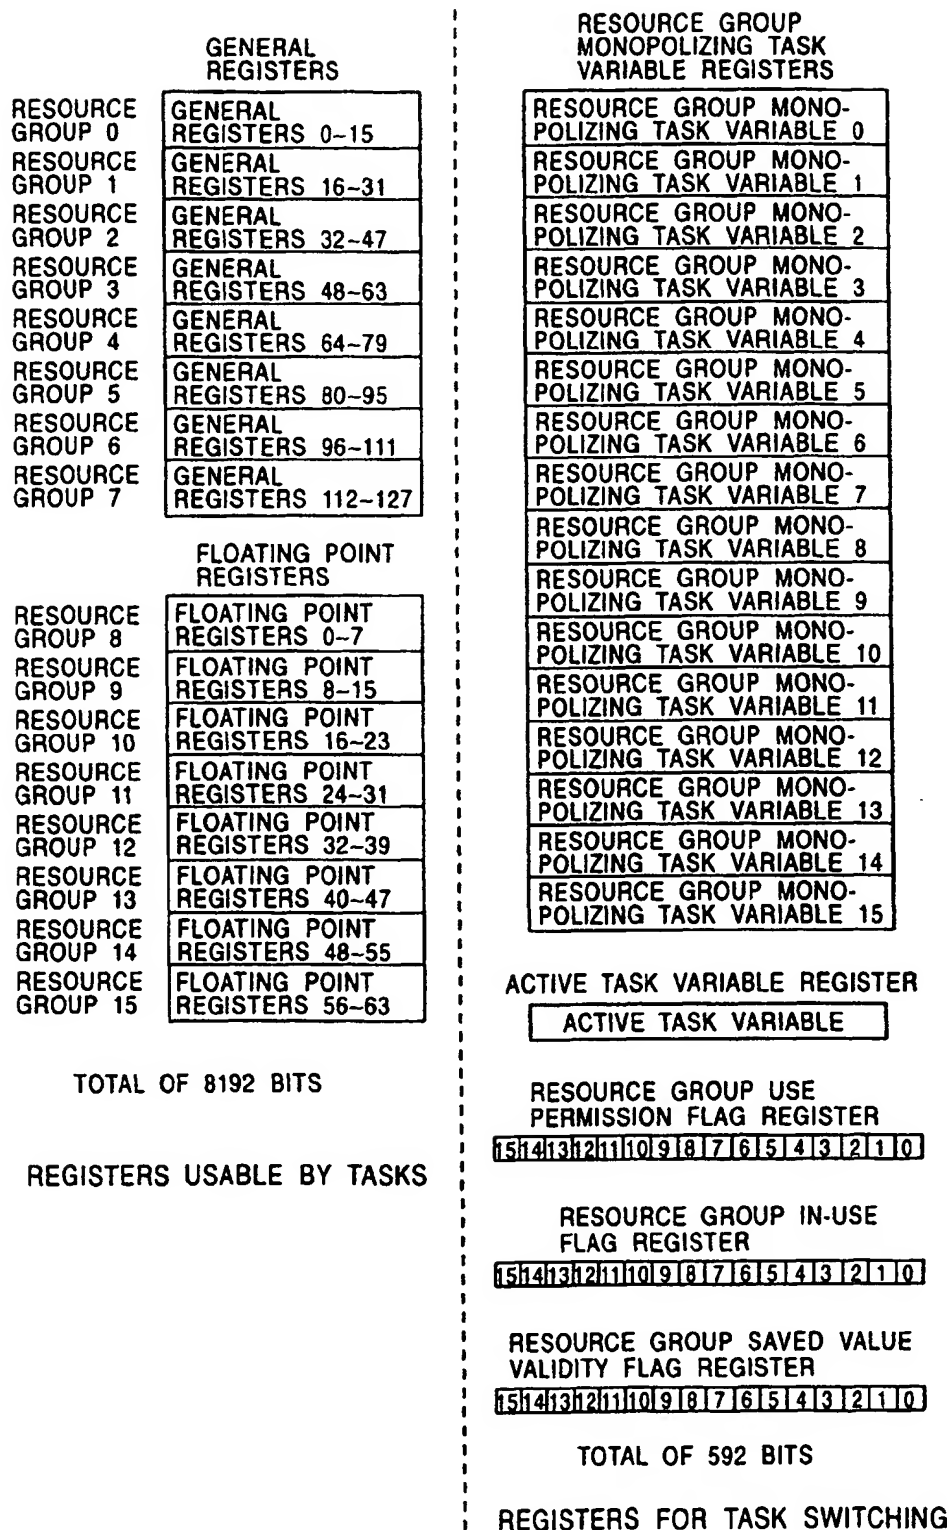 GENERAL
REGISTERS
RESOURCE
GROUP 0
GENERAL
REGISTERS 0~15
RESOURCE
GROUP 1
GENERAL
REGISTERS 16~31
RESOURCE
GROUP 2
GENERAL
REGISTERS 32~47
RESOURCE
GROUP 3
GENERAL
REGISTERS 48~63
RESOURCE
GROUP 4
GENERAL
REGISTERS 64~79
RESOURCE
GROUP 5
GENERAL
REGISTERS 80~95
RESOURCE
GROUP 6
GENERAL
REGISTERS 96~111
RESOURCE
GROUP 7
GENERAL
REGISTERS 112~127
FLOATING POINT
REGISTERS
RESOURCE
GROUP 8
FLOATING POINT
REGISTERS 0~7
RESOURCE
GROUP 9
FLOATING POINT
REGISTERS 8~15
RESOURCE
GROUP 10
FLOATING POINT
REGISTERS 16~23
RESOURCE
GROUP 11
FLOATING POINT
REGISTERS 24~31
RESOURCE
GROUP 12
FLOATING POINT
REGISTERS 32~39
RESOURCE
GROUP 13
FLOATING POINT
REGISTERS 40~47
RESOURCE
GROUP 14
FLOATING POINT
REGISTERS 48~55
RESOURCE
GROUP 15
FLOATING POINT
REGISTERS 56~63
TOTAL OF 8192 BITS
REGISTERS USABLE BY TASKS
RESOURCE GROUP
MONOPOLIZING TASK
VARIABLE REGISTERS
RESOURCE GROUP MONO-
POLIZING TASK VARIABLE 0
RESOURCE GROUP MONO-
POLIZING TASK VARIABLE 1
RESOURCE GROUP MONO-
POLIZING TASK VARIABLE 2
RESOURCE GROUP MONO-
POLIZING TASK VARIABLE 3
RESOURCE GROUP MONO-
POLIZING TASK VARIABLE 4
RESOURCE GROUP MONO-
POLIZING TASK VARIABLE 5
RESOURCE GROUP MONO-
POLIZING TASK VARIABLE 6
RESOURCE GROUP MONO-
POLIZING TASK VARIABLE 7
RESOURCE GROUP MONO-
POLIZING TASK VARIABLE 8
RESOURCE GROUP MONO-
POLIZING TASK VARIABLE 9
RESOURCE GROUP MONO-
POLIZING TASK VARIABLE 10
RESOURCE GROUP MONO-
POLIZING TASK VARIABLE 11
RESOURCE GROUP MONO-
POLIZING TASK VARIABLE 12
RESOURCE GROUP MONO-
POLIZING TASK VARIABLE 13
RESOURCE GROUP MONO-
POLIZING TASK VARIABLE 14
RESOURCE GROUP MONO-
POLIZING TASK VARIABLE 15
ACTIVE TASK VARIABLE REGISTER
ACTIVE TASK VARIABLE
RESOURCE GROUP USE
PERMISSION FLAG REGISTER
15 14 13 12 11 10 9 8 7 6 5 4 3 2 1 0
RESOURCE GROUP IN-USE
FLAG REGISTER
15 14 13 12 11 10 9 8 7 6 5 4 3 2 1 0
RESOURCE GROUP SAVED VALUE
VALIDITY FLAG REGISTER
15 14 13 12 11 10 9 8 7 6 5 4 3 2 1 0
TOTAL OF 592 BITS
REGISTERS FOR TASK SWITCHING